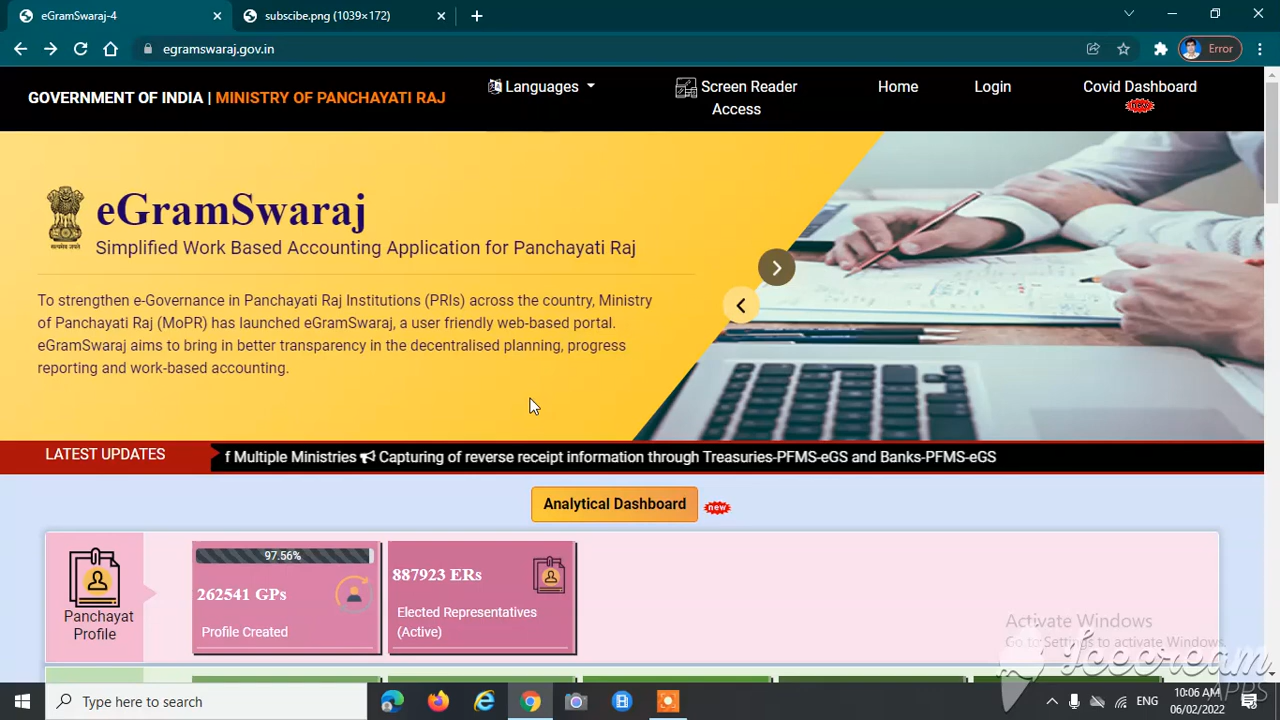 eGramSwaraj-4
subscibe.png (1039×172)
egramswaraj.gov.in
Error
GOVERNMENT OF INDIA | MINISTRY OF PANCHAYATI RAJ
Languages
Screen Reader
Access
Home
Login
Covid Dashboard
new
eGramSwaraj
सत्यमेव जयते
Simplified Work Based Accounting Application for Panchayati Raj
To strengthen e-Governance in Panchayati Raj Institutions (PRIs) across the country, Ministry
of Panchayati Raj (MoPR) has launched eGramSwaraj, a user friendly web-based portal.
eGramSwaraj aims to bring in better transparency in the decentralised planning, progress
reporting and work-based accounting.
LATEST UPDATES
f Multiple Ministries Capturing of reverse receipt information through Treasuries-PFMS-eGS and Banks-PFMS-eGS
Analytical Dashboard
new
Panchayat
Profile
97.56%
262541 GPs
Profile Created
887923 ERs
Elected Representatives
(Active)
Activate Windows
Go to Settings to activate Windows.
Icecream
APPS
Type here to search
ENG
10:06 AM
06/02/2022